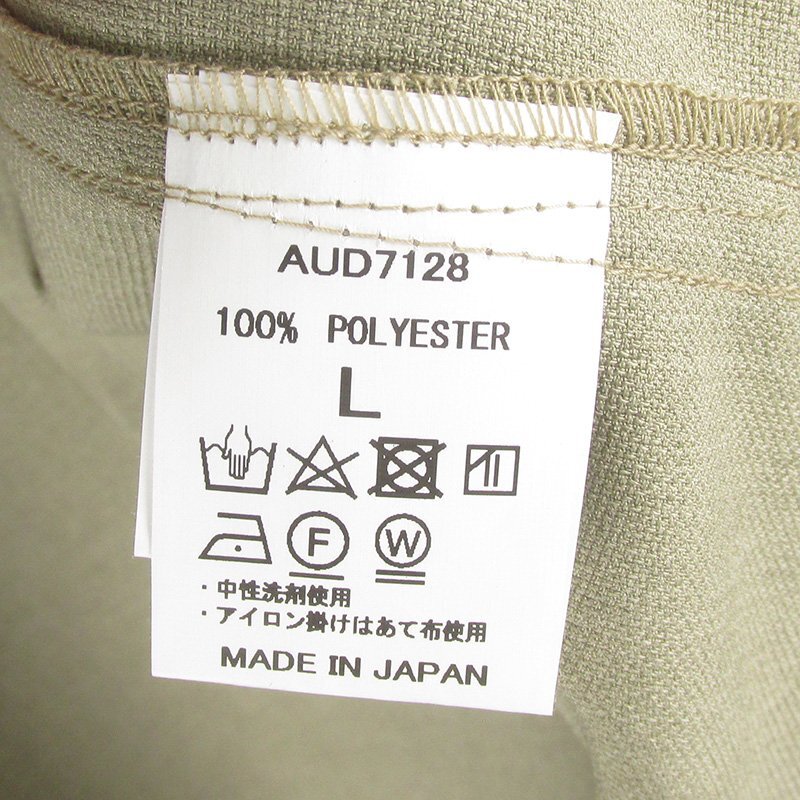 AUD7128
100% POLYESTER
L
F W
・中性洗剤使用
・アイロン掛けはあて布使用
MADE IN JAPAN